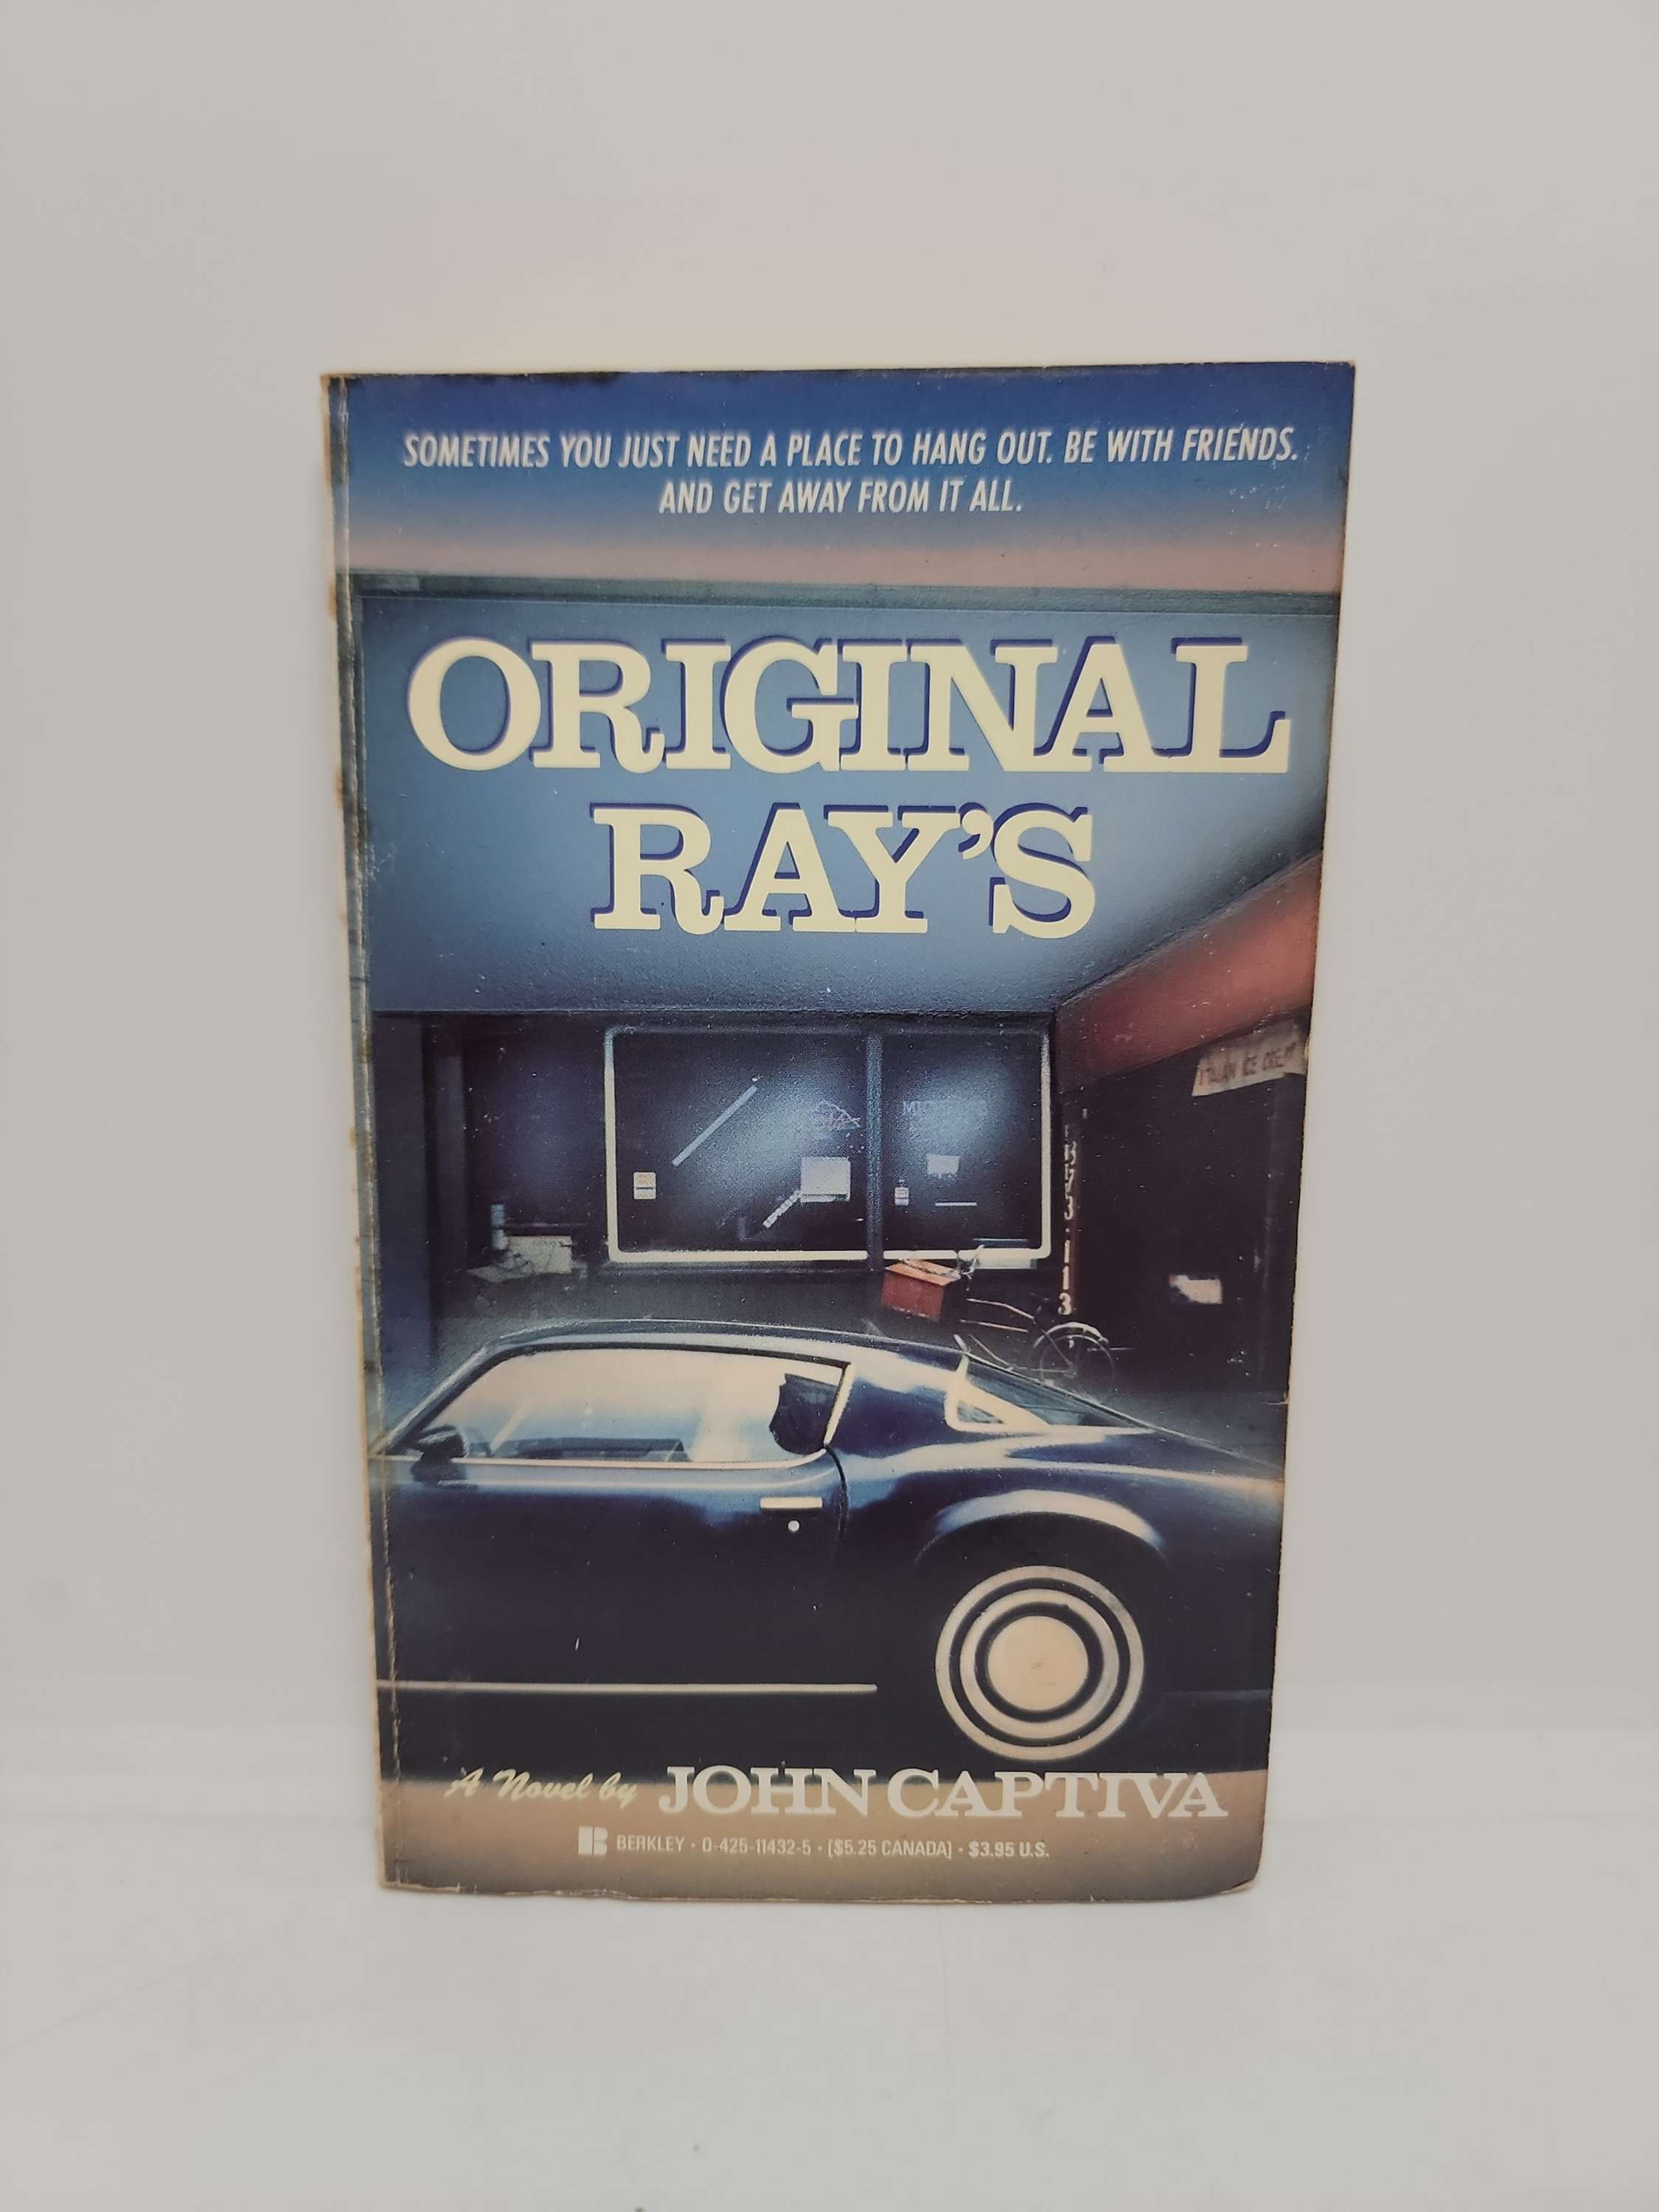 SOMETIMES YOU JUST NEED A PLACE TO HANG OUT. BE WITH FRIENDS.
AND GET AWAY FROM IT ALL.
ORIGINAL
RAY'S
A Novel by JOHN CAPTIVA
B BERKLEY • 0-425-11432-5 • [$5.25 CANADA] • $3.95 U.S.